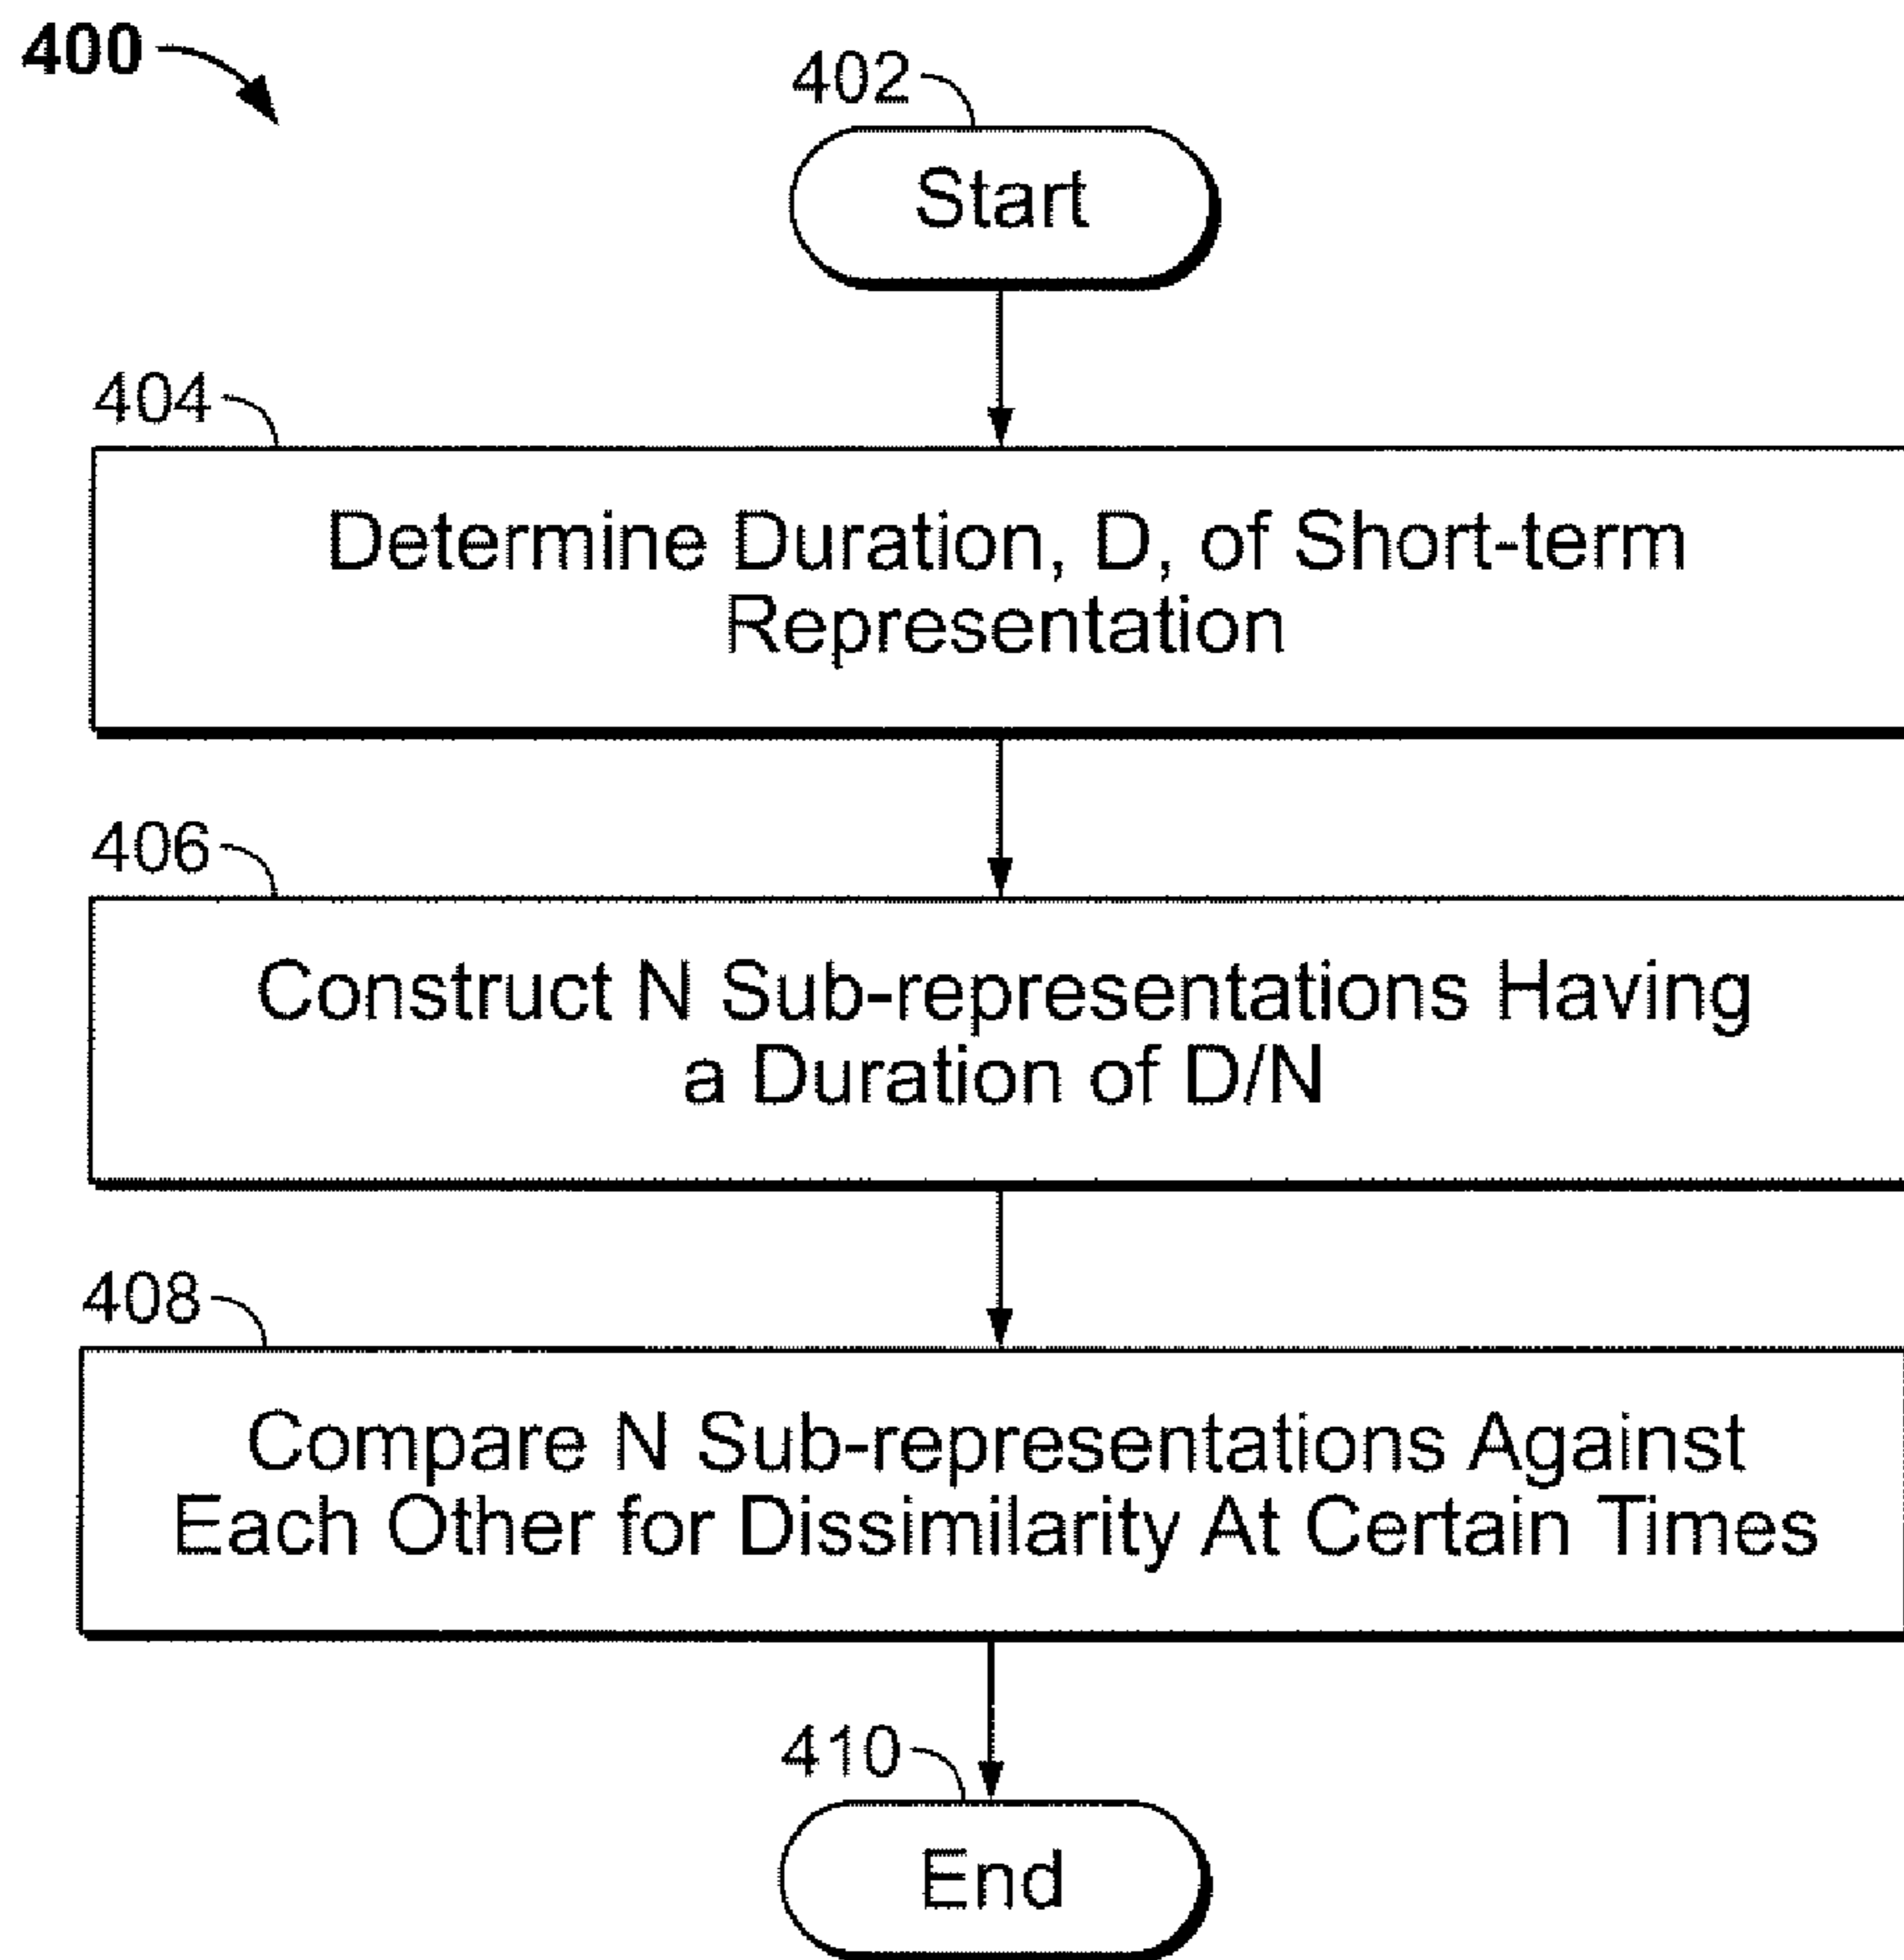 400
402
Start
404
Determine Duration, D, of Short-term
Representation
406
Construct N Sub-representations Having
a Duration of D/N
408
Compare N Sub-representations Against
Each Other for Dissimilarity At Certain Times
410
End